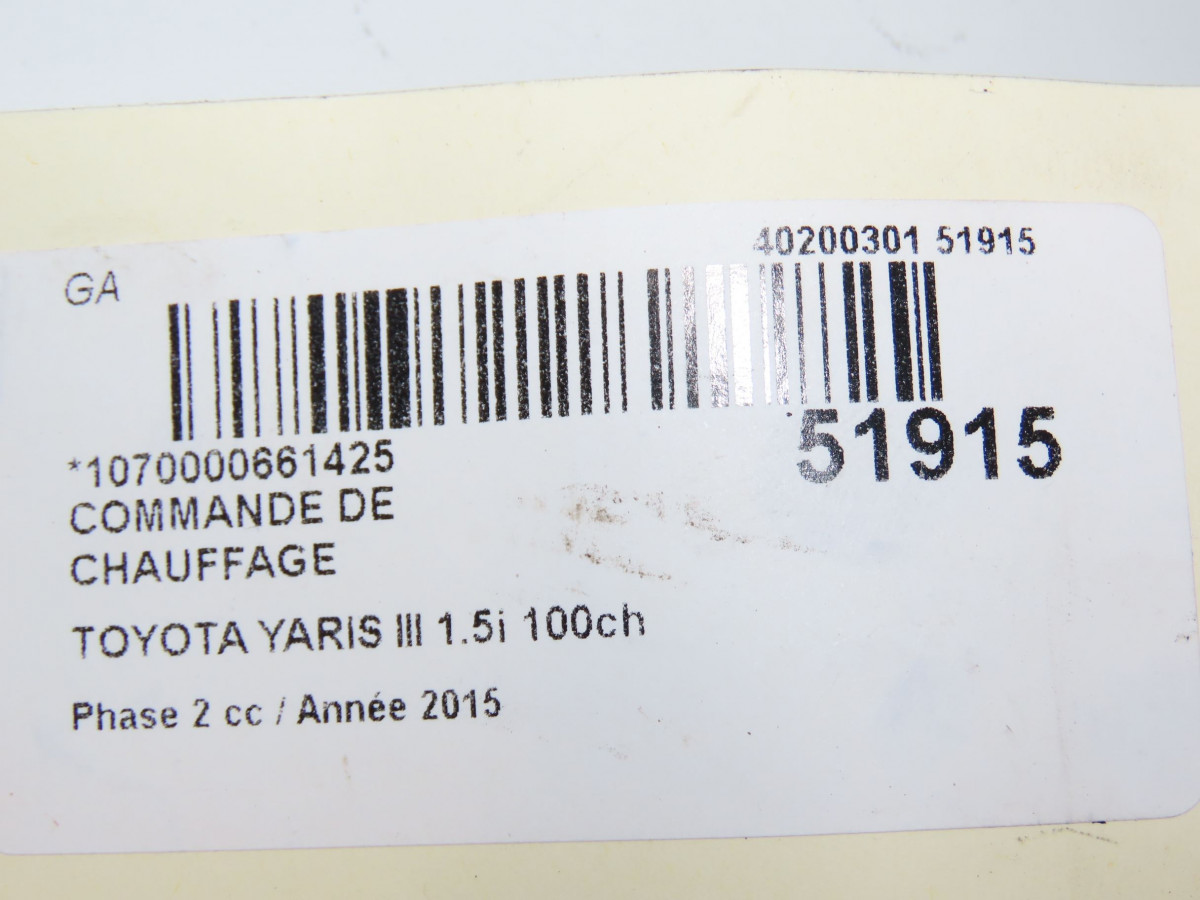 40200301 51915
GA
51915
*1070000661425
COMMANDE DE
CHAUFFAGE
TOYOTA YARIS III 1.5i 100ch
Phase 2 cc / Année 2015